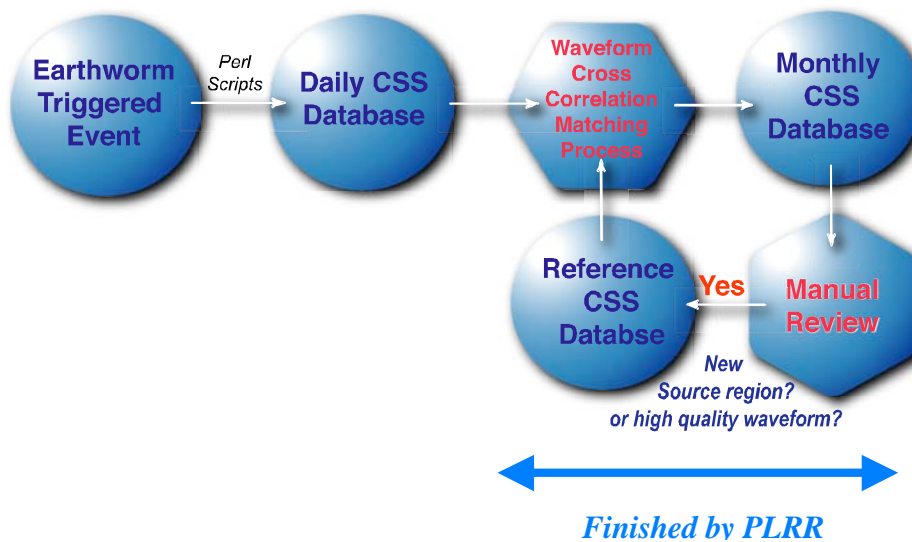 Earthworm
Triggered
Event
Perl
Scripts
Daily CSS
Database
Waveform
Cross
Correlation
Matching
Process
Monthly
CSS
Database
Manual
Review
Yes
Reference
CSS
Databse
New
Source region?
or high quality waveform?
Finished by PLRR